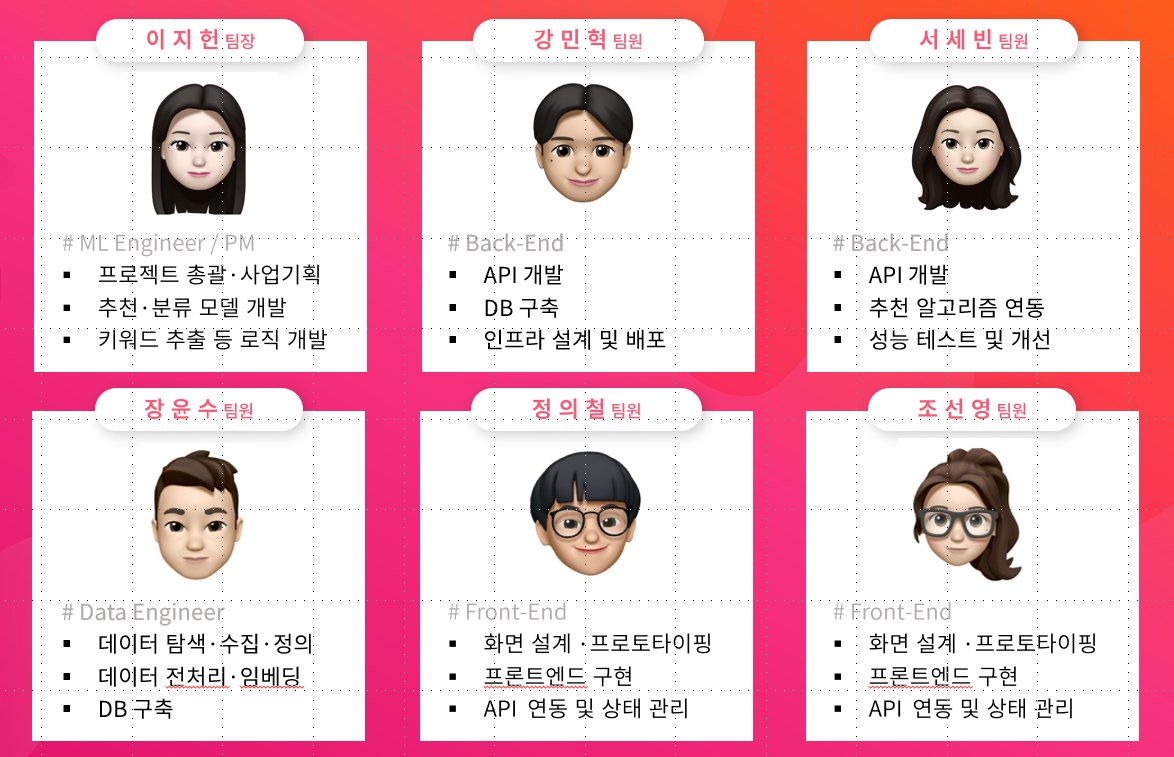 이지헌 팀장
# ML Engineer / PM
▪ 프로젝트 총괄·사업기획
▪ 추천·분류 모델 개발
▪ 키워드 추출 등 로직 개발
강민혁 팀원
# Back-End
▪ API 개발
▪ DB 구축
▪ 인프라 설계 및 배포
서세빈 팀원
# Back-End
▪ API 개발
▪ 추천 알고리즘 연동
▪ 성능 테스트 및 개선
장윤수 팀원
# Data Engineer
▪ 데이터 탐색·수집·정의
▪ 데이터 전처리·임베딩
▪ DB 구축
정의철 팀원
# Front-End
▪ 화면 설계 ·프로토타이핑
▪ 프론트엔드 구현
▪ API 연동 및 상태 관리
조선영 팀원
# Front-End
▪ 화면 설계 ·프로토타이핑
▪ 프론트엔드 구현
▪ API 연동 및 상태 관리